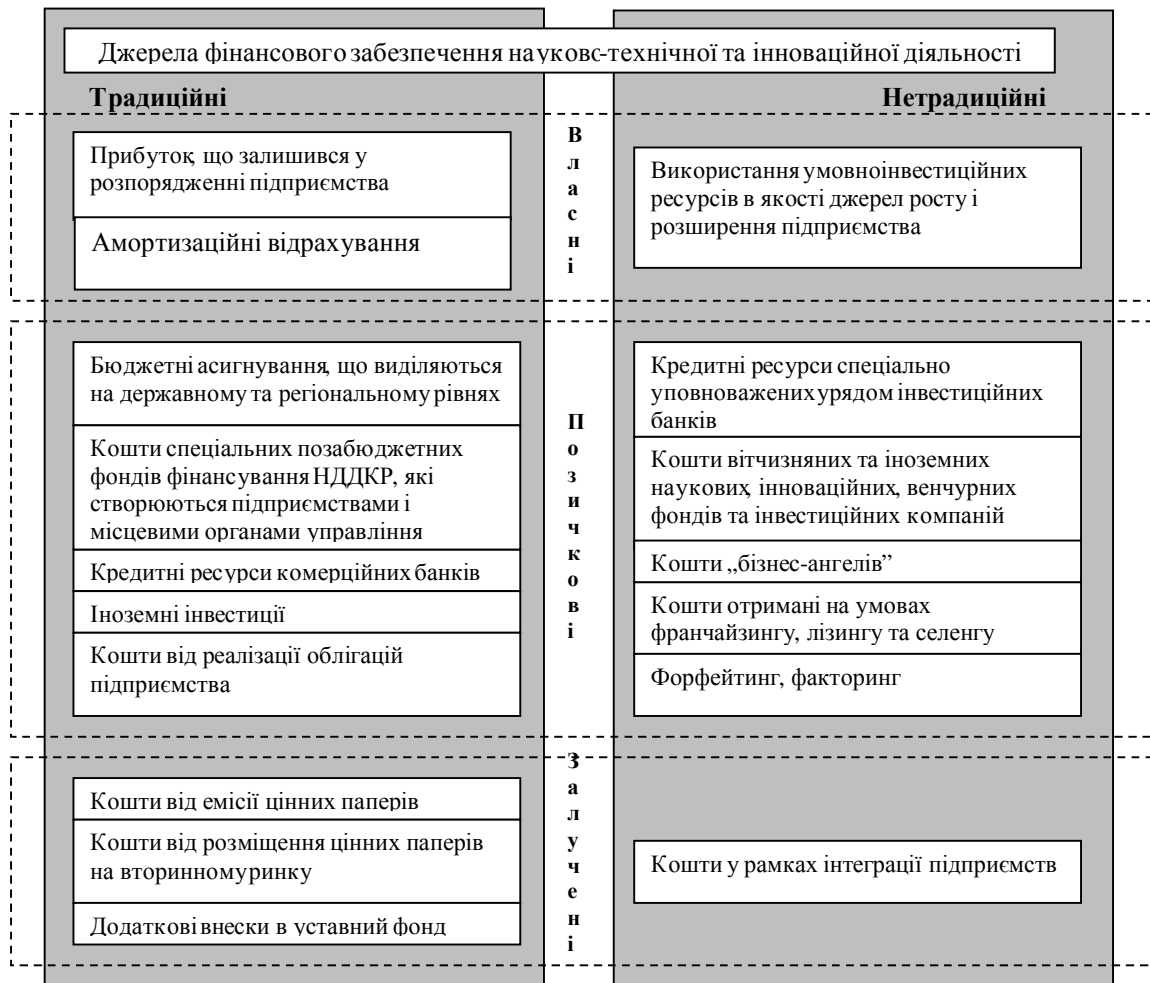 Джерела фінансового забезпечення науково-технічної та інноваційної діяльності
Традиційні
Нетрадиційні
Власні
Прибуток, що залишився у
розпорядженні підприємства
Амортизаційні відрахування
Використання умовноінвестиційних
ресурсів в якості джерел росту і
розширення підприємства
Позичкові
Бюджетні асигнування, що виділяються
на державному та регіональному рівнях
Кошти спеціальних позабюджетних
фондів фінансування НДДКР, які
створюються підприємствами і
місцевими органами управління
Кредитні ресурси комерційних банків
Іноземні інвестиції
Кошти від реалізації облігацій
підприємства
Кредитні ресурси спеціально
уповноважених урядом інвестиційних
банків
Кошти вітчизняних та іноземних
наукових, інноваційних, венчурних
фондів та інвестиційних компаній
Кошти „бізнес-ангелів”
Кошти отримані на умовах
франчайзингу, лізингу та селенгу
Форфейтинг, факторинг
Залучені
Кошти від емісії цінних паперів
Кошти від розміщення цінних паперів
на вторинному ринку
Додаткові внески в уставний фонд
Кошти у рамках інтеграції підприємств